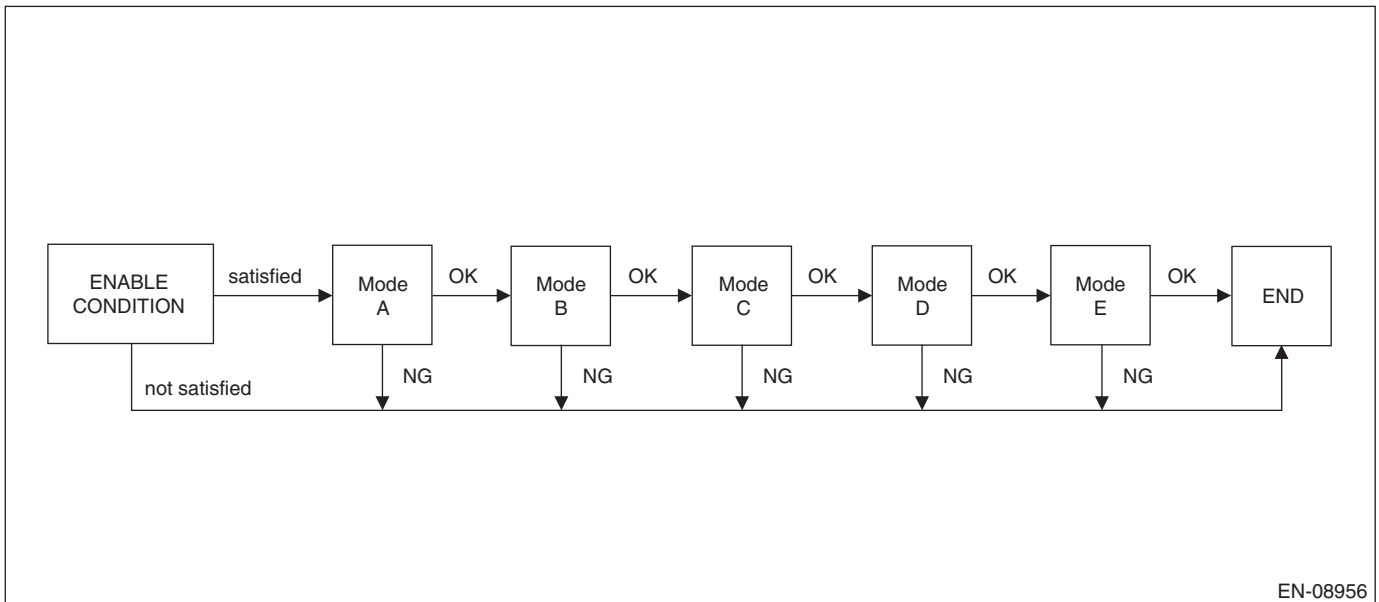 ENABLE
CONDITION
satisfied
Mode
A
OK
Mode
B
OK
Mode
C
OK
Mode
D
OK
Mode
E
OK
END
not satisfied
NG
NG
NG
NG
NG
EN-08956